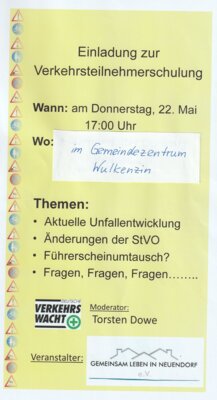 Einladung zur
Verkehrsteilnehmerschulung
Wann: am Donnerstag, 22. Mai
17:00 Uhr
Wo:
im Gemeindezentrum
Wulkenzin
Themen:
• Aktuelle Unfallentwicklung
• Änderungen der StVO
• Führerscheinumtausch?
• Fragen, Fragen, Fragen……..
DEUTSCHE
VERKEHRS
WACHT
Moderator:
Torsten Dowe
Veranstalter:
GEMEINSAM LEBEN IN NEUENDORF
e.V.